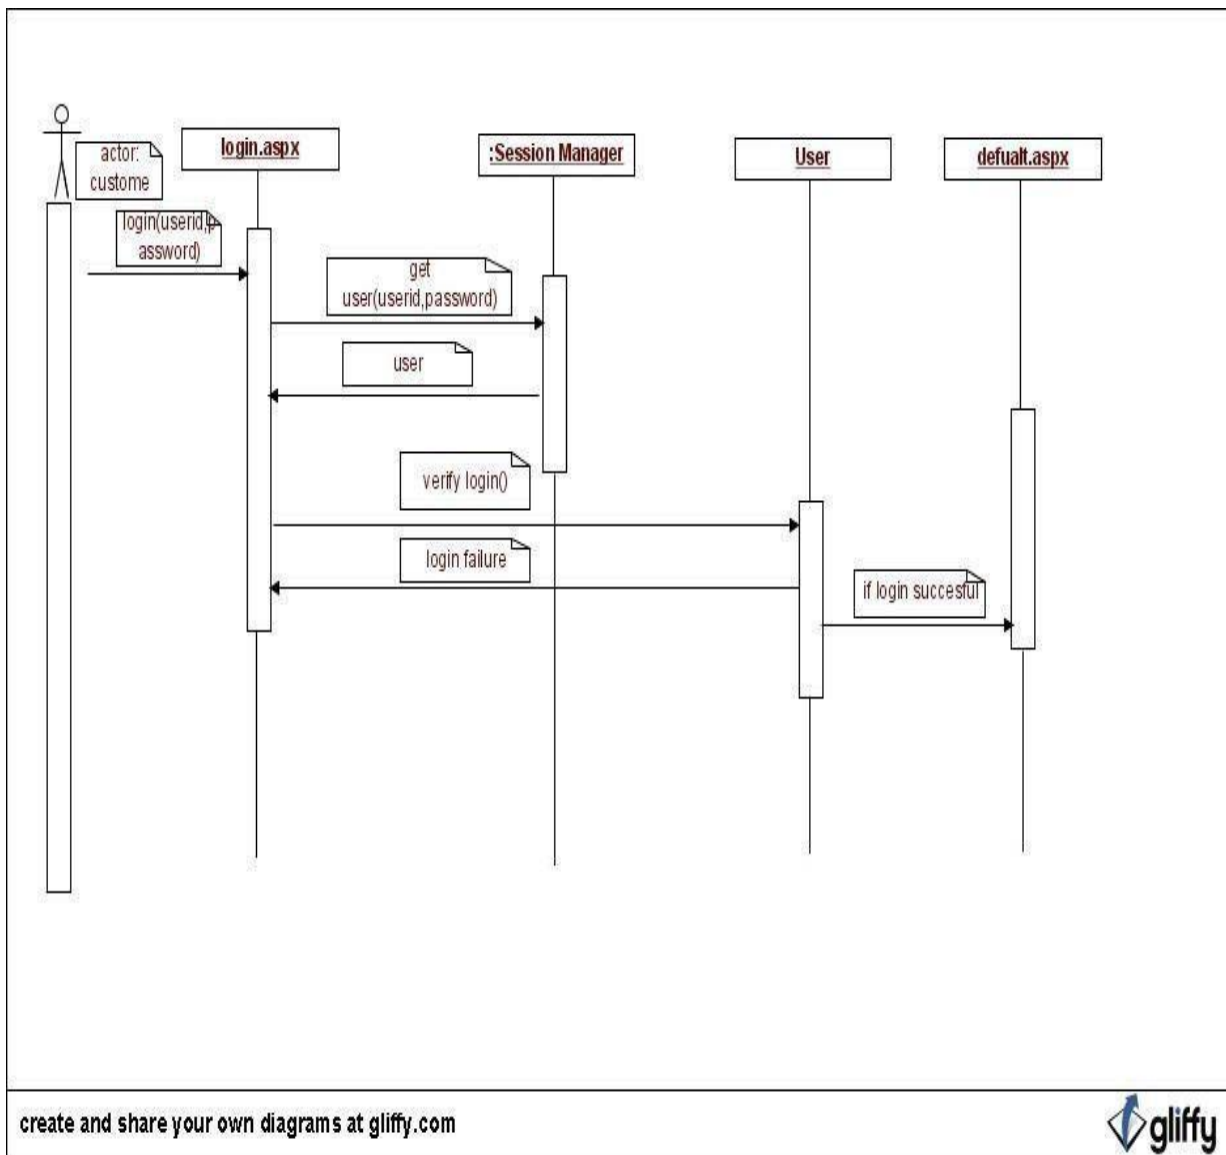 login.aspx
:Session Manager
User
defualt.aspx
actor:
custome
login(userid,p
assword)
get
user(userid,password)
user
verify login()
login failure
if login succesful
create and share your own diagrams at gliffy.com
gliffy